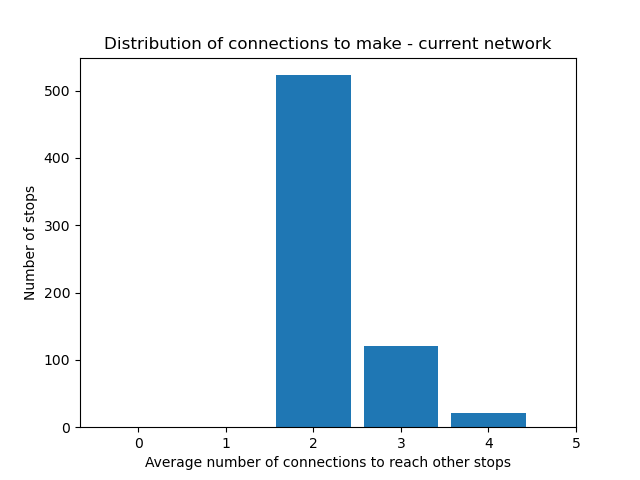 Distribution of connections to make - current network
500
400
300
200
100
0
Number of stops
0 1 2 3 4 5
Average number of connections to reach other stops